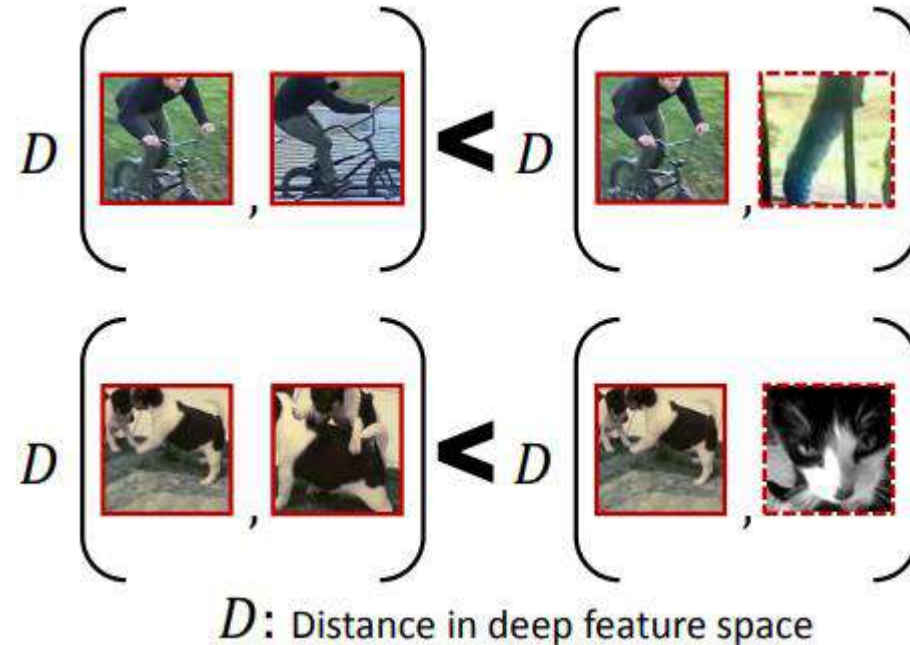 D ( , ) < D ( , )
D ( , ) < D ( , )
D: Distance in deep feature space